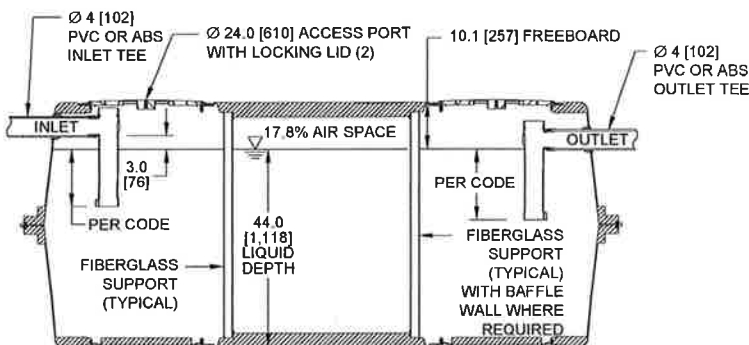 Ø 4 [102]
PVC OR ABS
INLET TEE
Ø 24.0 [610] ACCESS PORT
WITH LOCKING LID (2)
10.1 [257] FREEBOARD
Ø 4 [102]
PVC OR ABS
OUTLET TEE
INLET
17.8% AIR SPACE
OUTLET
3.0
[76]
PER CODE
PER CODE
44.0
[1,118]
LIQUID
DEPTH
FIBERGLASS
SUPPORT
(TYPICAL)
FIBERGLASS
SUPPORT
(TYPICAL)
WITH BAFFLE
WALL WHERE
REQUIRED